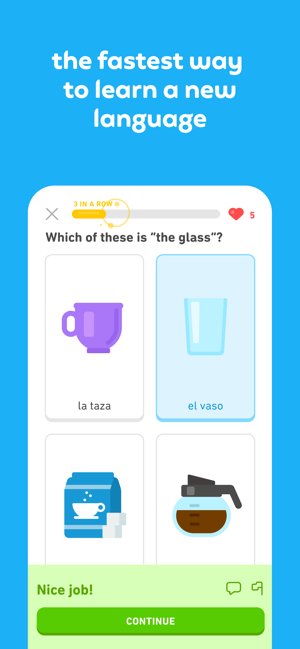 the fastest way
to learn a new
language
3 IN A ROW
5
Which of these is “the glass”?
la taza
el vaso
Nice job!
CONTINUE